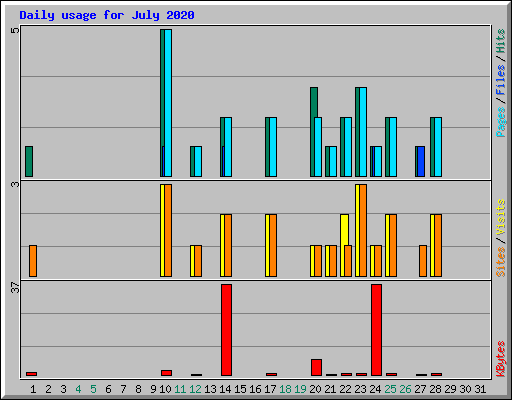 Daily usage for July 2020
5
3
37
Pages / Files / Hits
Sites / Visits
KBytes
1 2 3 4 5 6 7 8 9 10 11 12 13 14 15 16 17 18 19 20 21 22 23 24 25 26 27 28 29 30 31